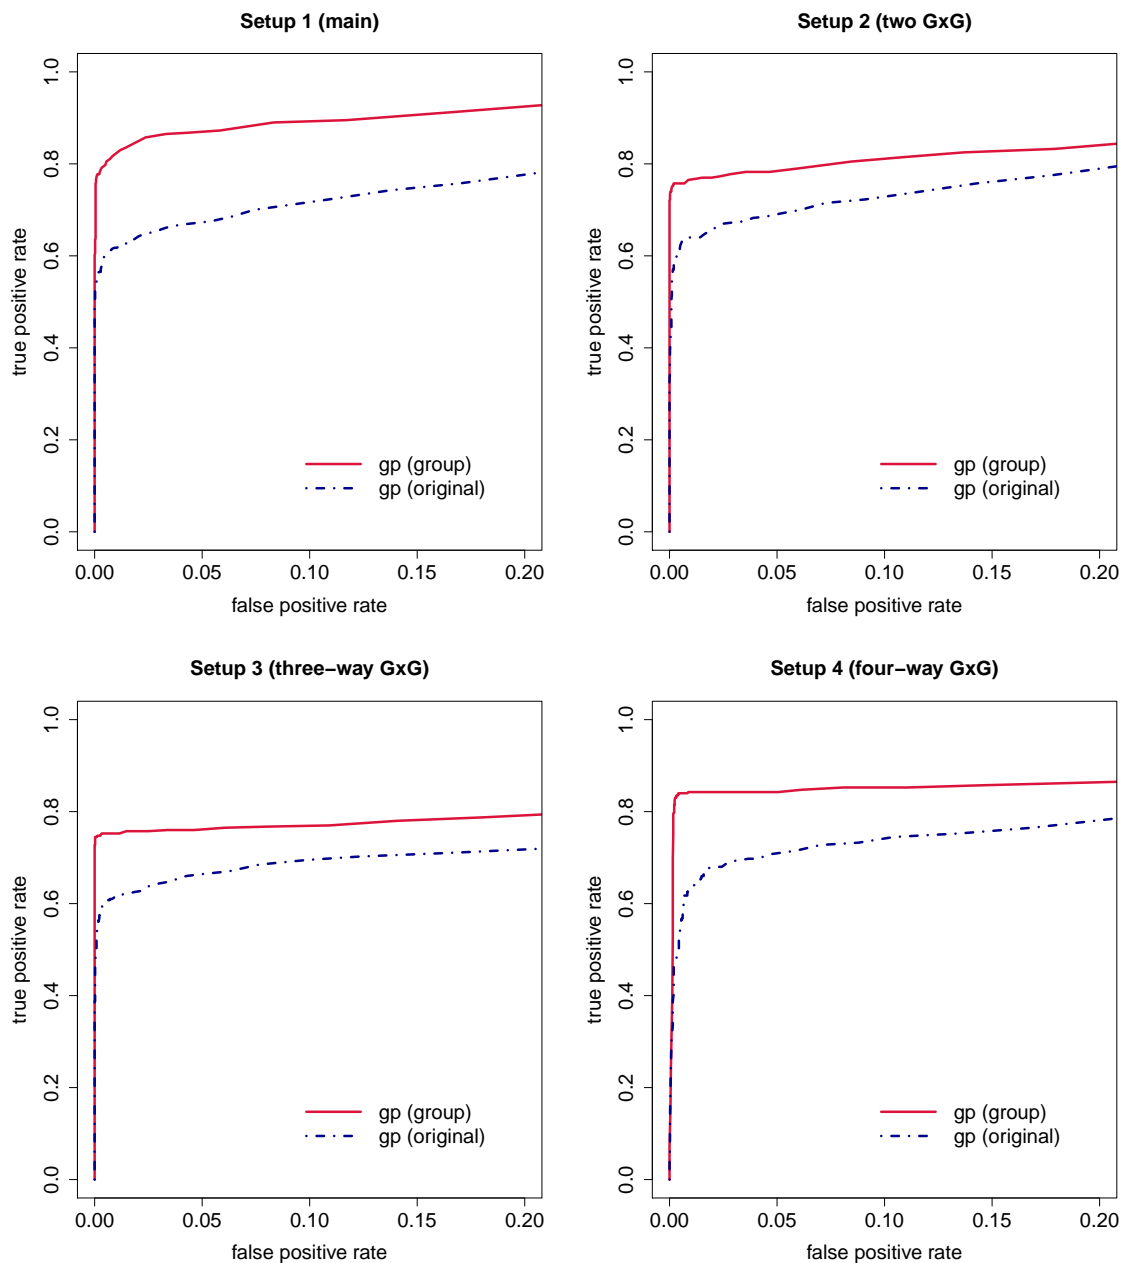 Setup 1 (main)
true positive rate
1.0
0.8
0.6
0.4
0.2
0.0
gp (group)
gp (original)
0.00 0.05 0.10 0.15 0.20
false positive rate
Setup 2 (two GxG)
true positive rate
1.0
0.8
0.6
0.4
0.2
0.0
gp (group)
gp (original)
0.00 0.05 0.10 0.15 0.20
false positive rate
Setup 3 (three−way GxG)
true positive rate
1.0
0.8
0.6
0.4
0.2
0.0
gp (group)
gp (original)
0.00 0.05 0.10 0.15 0.20
false positive rate
Setup 4 (four−way GxG)
true positive rate
1.0
0.8
0.6
0.4
0.2
0.0
gp (group)
gp (original)
0.00 0.05 0.10 0.15 0.20
false positive rate